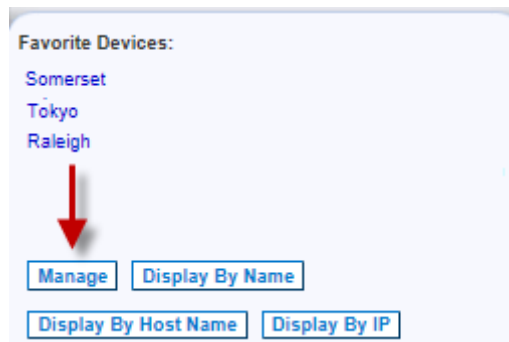 Favorite Devices:
Somerset
Tokyo
Raleigh
Manage Display By Name
Display By Host Name Display By IP